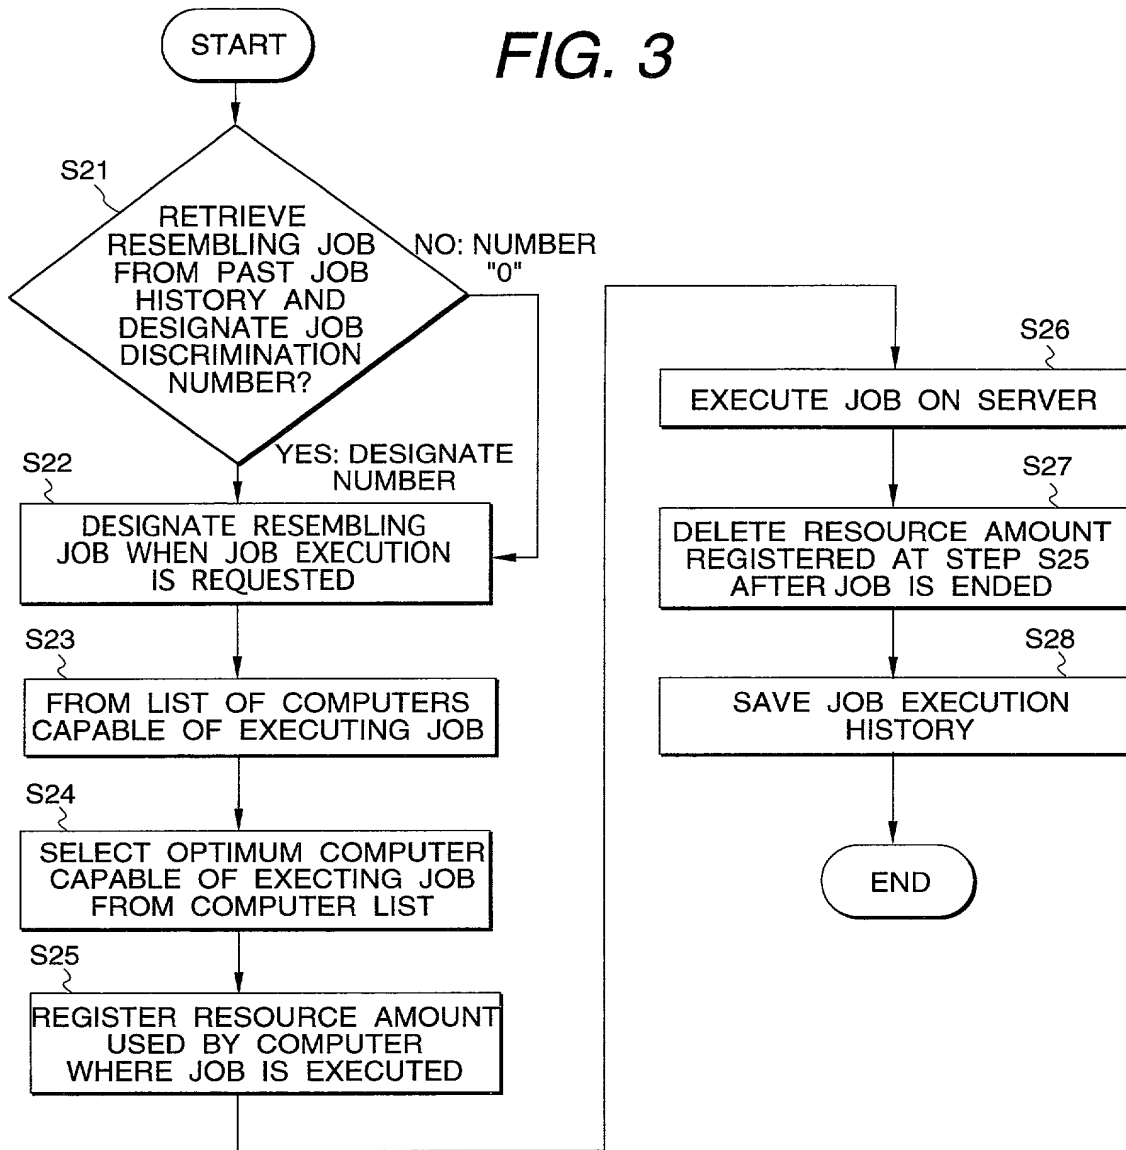 START
FIG. 3
S21
RETRIEVE
RESEMBLING JOB
FROM PAST JOB
HISTORY AND
DESIGNATE JOB
DISCRIMINATION
NUMBER?
NO: NUMBER
"0"
YES: DESIGNATE
NUMBER
S22
DESIGNATE RESEMBLING
JOB WHEN JOB EXECUTION
IS REQUESTED
S23
FROM LIST OF COMPUTERS
CAPABLE OF EXECUTING JOB
S24
SELECT OPTIMUM COMPUTER
CAPABLE OF EXECTING JOB
FROM COMPUTER LIST
S25
REGISTER RESOURCE AMOUNT
USED BY COMPUTER
WHERE JOB IS EXECUTED
S26
EXECUTE JOB ON SERVER
S27
DELETE RESOURCE AMOUNT
REGISTERED AT STEP S25
AFTER JOB IS ENDED
S28
SAVE JOB EXECUTION
HISTORY
END